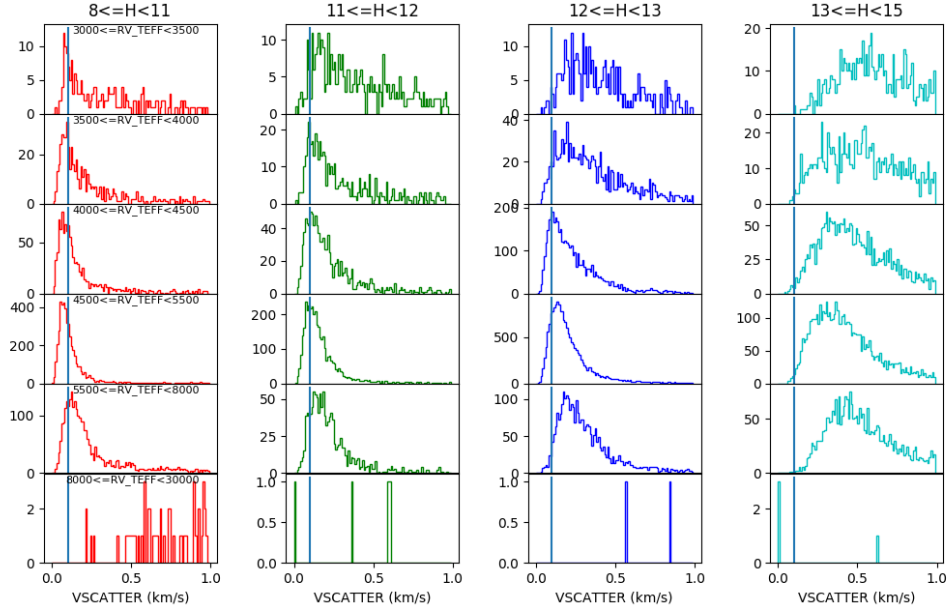 8<=H<11 11<=H<12 12<=H<13 13<=H<15
3000<=RV_TEFF<3500
10 5 0
10 5 0
10 5 0
20 10 0
3500<=RV_TEFF<4000
20 0
20 10 0
40 20 0
20 10 0
4000<=RV_TEFF<4500
50 0
50 25 0
200 100 0
50 25 0
4500<=RV_TEFF<5500
400 200 0
200 100 0
500 0
100 50 0
5500<=RV_TEFF<8000
100 0
50 25 0
100 50 0
50 0
8000<=RV_TEFF<30000
2 0
1.0 0.5 0.0
1.0 0.5 0.0
2 0
0.0 0.5 1.0 0.0 0.5 1.0 0.0 0.5 1.0 0.0 0.5 1.0
VSCATTER (km/s) VSCATTER (km/s) VSCATTER (km/s) VSCATTER (km/s)